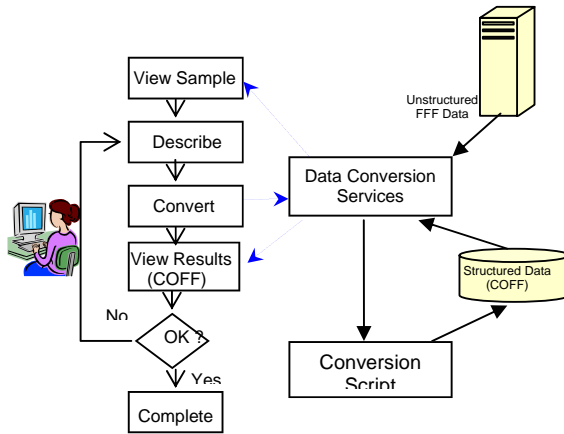 View Sample
Describe
Convert
View Results
(COFF)
No
OK ?
Yes
Complete
Unstructured
FFF Data
Data Conversion
Services
Structured Data
(COFF)
Conversion
Script